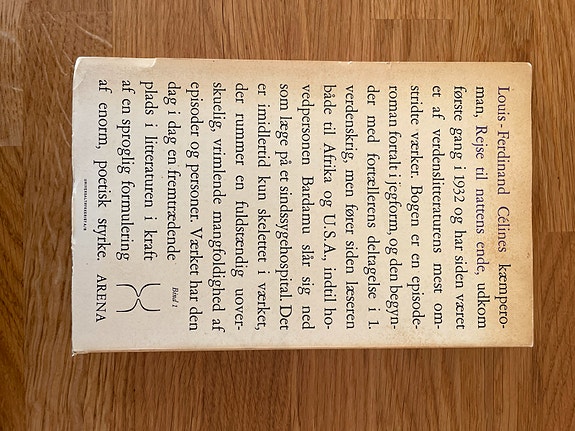 Louis-Ferdinand Célines kæmpero-
man, Rejse til nattens ende, udkom
første gang i 1932 og har siden været
er af verdenslitteraturens mest om-
stridte værker. Bogen er en episode-
roman fortalt i jegform, og den begyn-
der med fortællerens deltagelse i 1.
verdenskrig, men fører siden læseren
både til Afrika og U.S.A., indtil ho-
vedpersonen Bardamu slår sig ned
som læge på et sindssygehospital. Det
er imidlertid kun skelettet i værket,
der rummer en fuldstændig uover-
skuelig, vrimlende mangfoldighed af
episoder og personer. Værket har den
dag i dag en fremtrædende
plads i litteraturen i kraft
af en sproglig formulering
af enorm, poetisk styrke.
Bind 1
ARENA